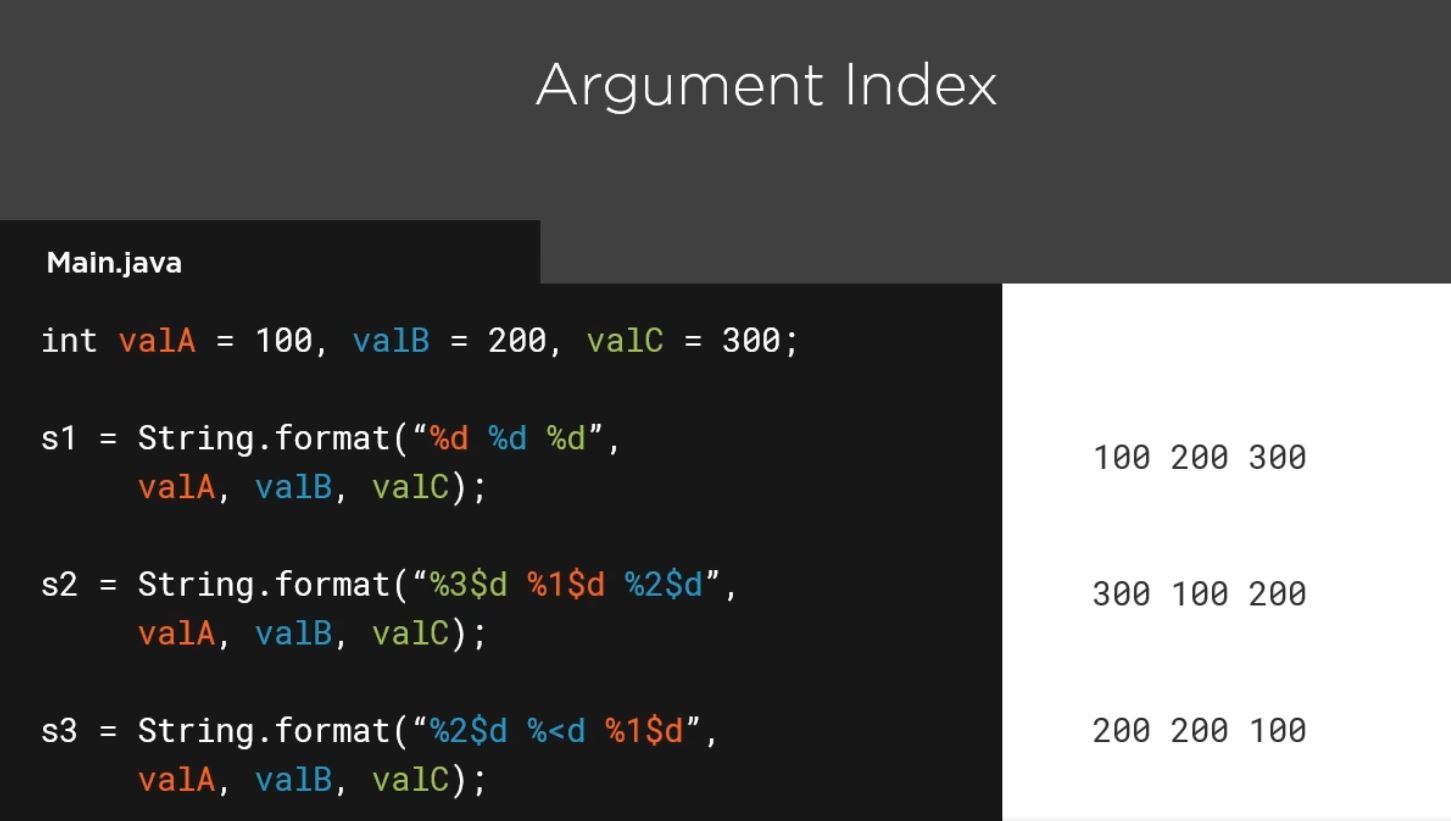 Argument Index
Main.java
int valA = 100, valB = 200, valC = 300;
s1 = String.format(“%d %d %d”,
valA, valB, valC);
100 200 300
s2 = String.format(“%3$d %1$d %2$d”,
valA, valB, valC);
300 100 200
s3 = String.format(“%2$d %<d %1$d”,
valA, valB, valC);
200 200 100